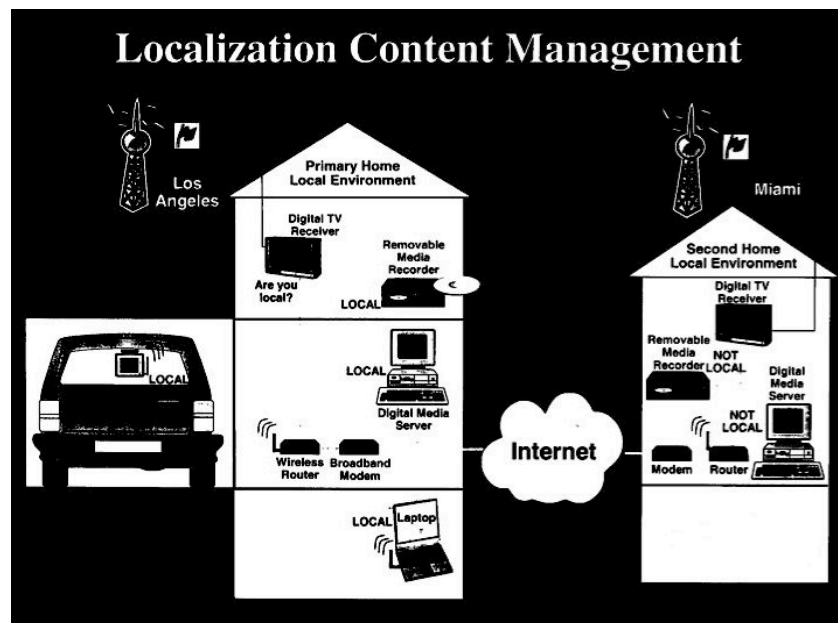 Localization Content Management
Los
Angeles
Primary Home
Local Environment
Digital TV
Receiver
Are you
local?
Removable
Media
Recorder
LOCAL
LOCAL
LOCAL
Digital Media
Server
Wireless
Router
Broadband
Modem
LOCAL
Laptop
Internet
Miami
Second Home
Local Environment
Digital TV
Receiver
NOT
LOCAL
Removable
Media
Recorder
Digital
Media
Server
NOT
LOCAL
Modem
Router